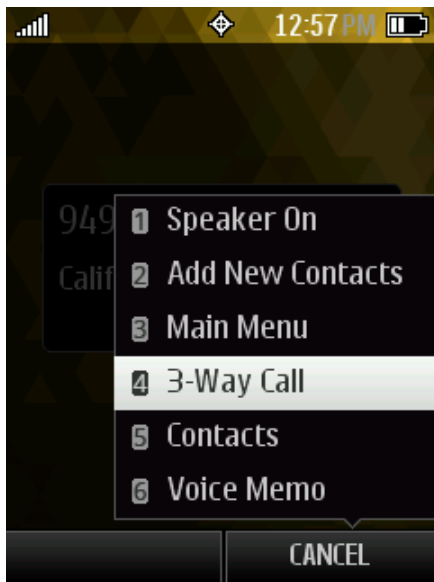 12:57 PM
949
Calif
1 Speaker On
2 Add New Contacts
3 Main Menu
4 3-Way Call
5 Contacts
6 Voice Memo
CANCEL